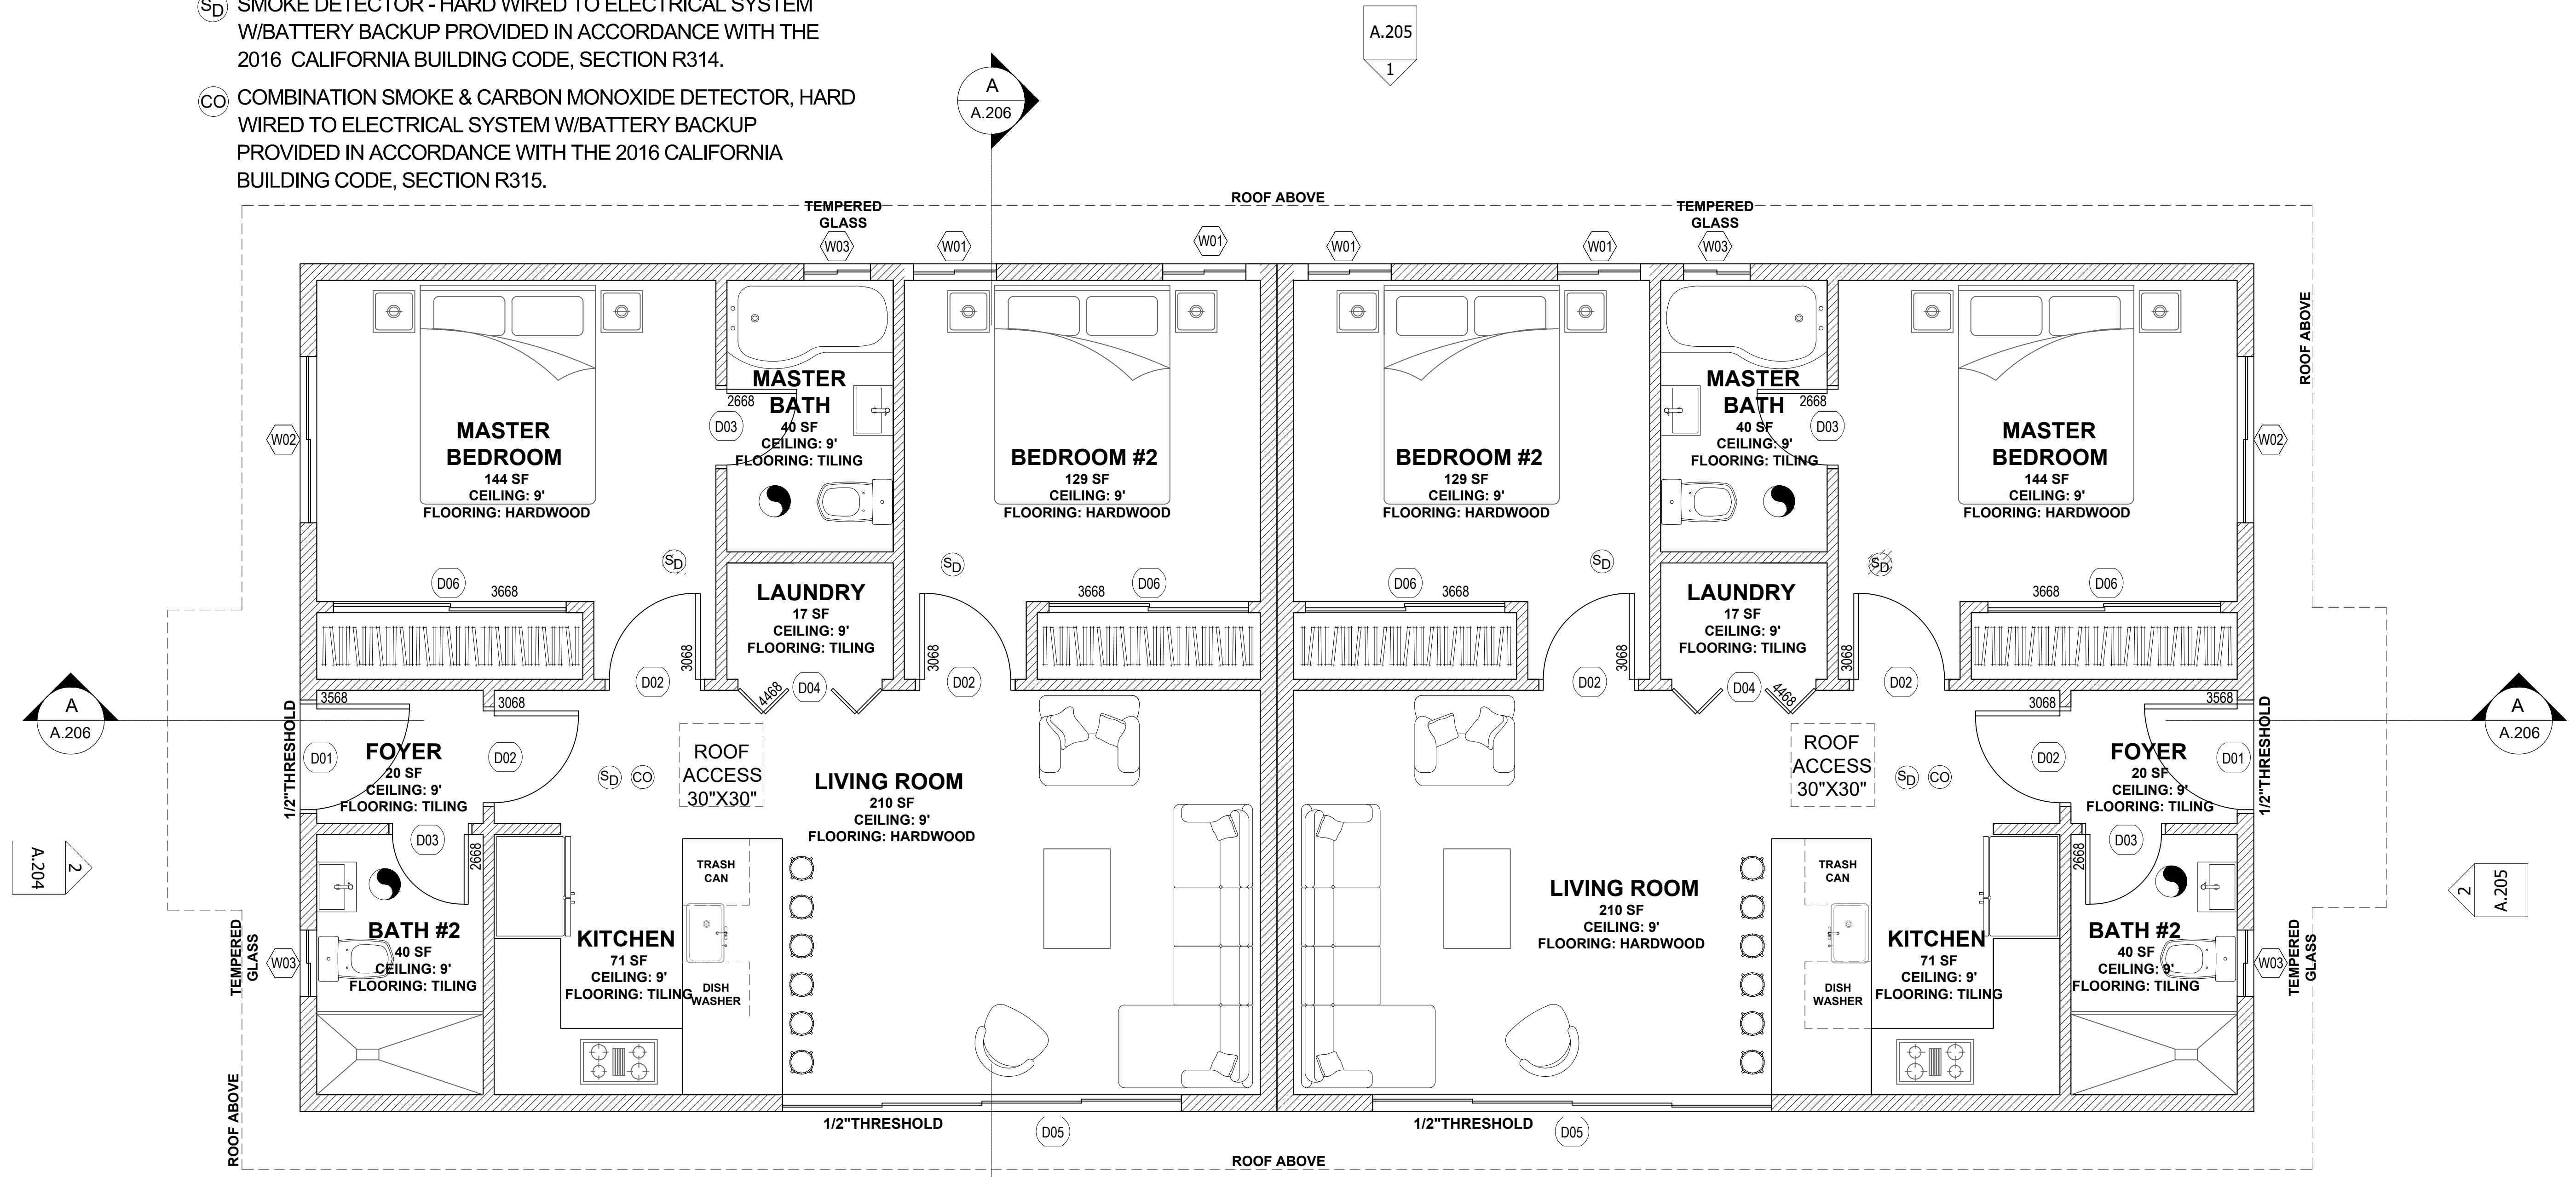 SD SMOKE DETECTOR - HARD WIRED TO ELECTRICAL SYSTEM
W/BATTERY BACKUP PROVIDED IN ACCORDANCE WITH THE
2016 CALIFORNIA BUILDING CODE, SECTION R314.
CO COMBINATION SMOKE & CARBON MONOXIDE DETECTOR, HARD
WIRED TO ELECTRICAL SYSTEM W/BATTERY BACKUP
PROVIDED IN ACCORDANCE WITH THE 2016 CALIFORNIA
BUILDING CODE, SECTION R315.
A
A.206
A.205
1
ROOF ABOVE
TEMPERED
GLASS
TEMPERED
GLASS
W03
W01
W01
W01
W01
W03
ROOF ABOVE
MASTER
BEDROOM
144 SF
CEILING: 9'
FLOORING: HARDWOOD
W02
2668
D03
MASTER
BATH
40 SF
CEILING: 9'
FLOORING: TILING
BEDROOM #2
129 SF
CEILING: 9'
FLOORING: HARDWOOD
BEDROOM #2
129 SF
CEILING: 9'
FLOORING: HARDWOOD
MASTER
BATH
40 SF
CEILING: 9'
FLOORING: TILING
2668
D03
MASTER
BEDROOM
144 SF
CEILING: 9'
FLOORING: HARDWOOD
W02
SD
SD
SD
SD
D06
3668
D06
3668
D06
3668
3668
D06
LAUNDRY
17 SF
CEILING: 9'
FLOORING: TILING
LAUNDRY
17 SF
CEILING: 9'
FLOORING: TILING
3068
D02
4468
D04
3068
D02
3068
D02
D04
4468
3068
D02
A
A.206
1/2"THRESHOLD
3568
D01
FOYER
20 SF
CEILING: 9'
FLOORING: TILING
3068
D02
SD
CO
ROOF
ACCESS
30"X30"
LIVING ROOM
210 SF
CEILING: 9'
FLOORING: HARDWOOD
ROOF
ACCESS
30"X30"
SD
CO
3068
D02
FOYER
20 SF
CEILING: 9'
FLOORING: TILING
3568
D01
1/2"THRESHOLD
A
A.206
2
A.204
D03
2668
BATH #2
40 SF
CEILING: 9'
FLOORING: TILING
TEMPERED
GLASS
W03
KITCHEN
71 SF
CEILING: 9'
FLOORING: TILING
TRASH
CAN
DISH
WASHER
LIVING ROOM
210 SF
CEILING: 9'
FLOORING: HARDWOOD
TRASH
CAN
DISH
WASHER
KITCHEN
71 SF
CEILING: 9'
FLOORING: TILING
2668
D03
BATH #2
40 SF
CEILING: 9'
FLOORING: TILING
W03
TEMPERED
GLASS
2
A.205
ROOF ABOVE
1/2"THRESHOLD
D05
1/2"THRESHOLD
D05
ROOF ABOVE